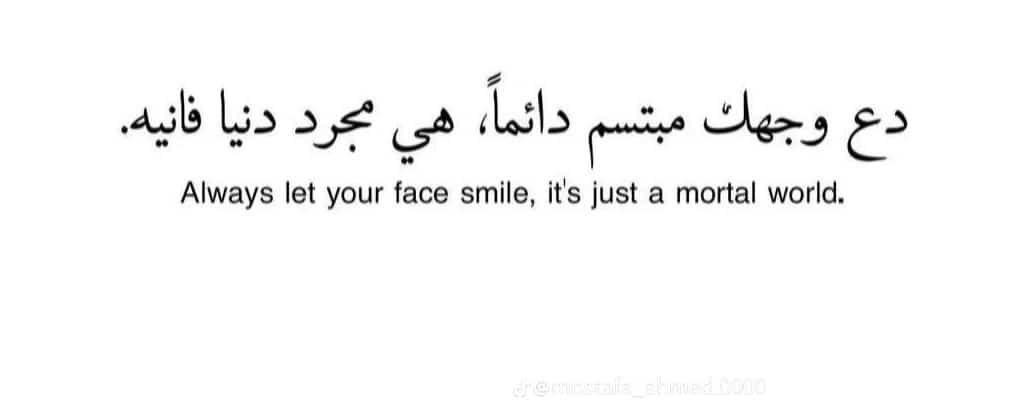 دع وجهك مبتسم دائماً، هي مجرد دنيا فانيه.
Always let your face smile, it's just a mortal world.